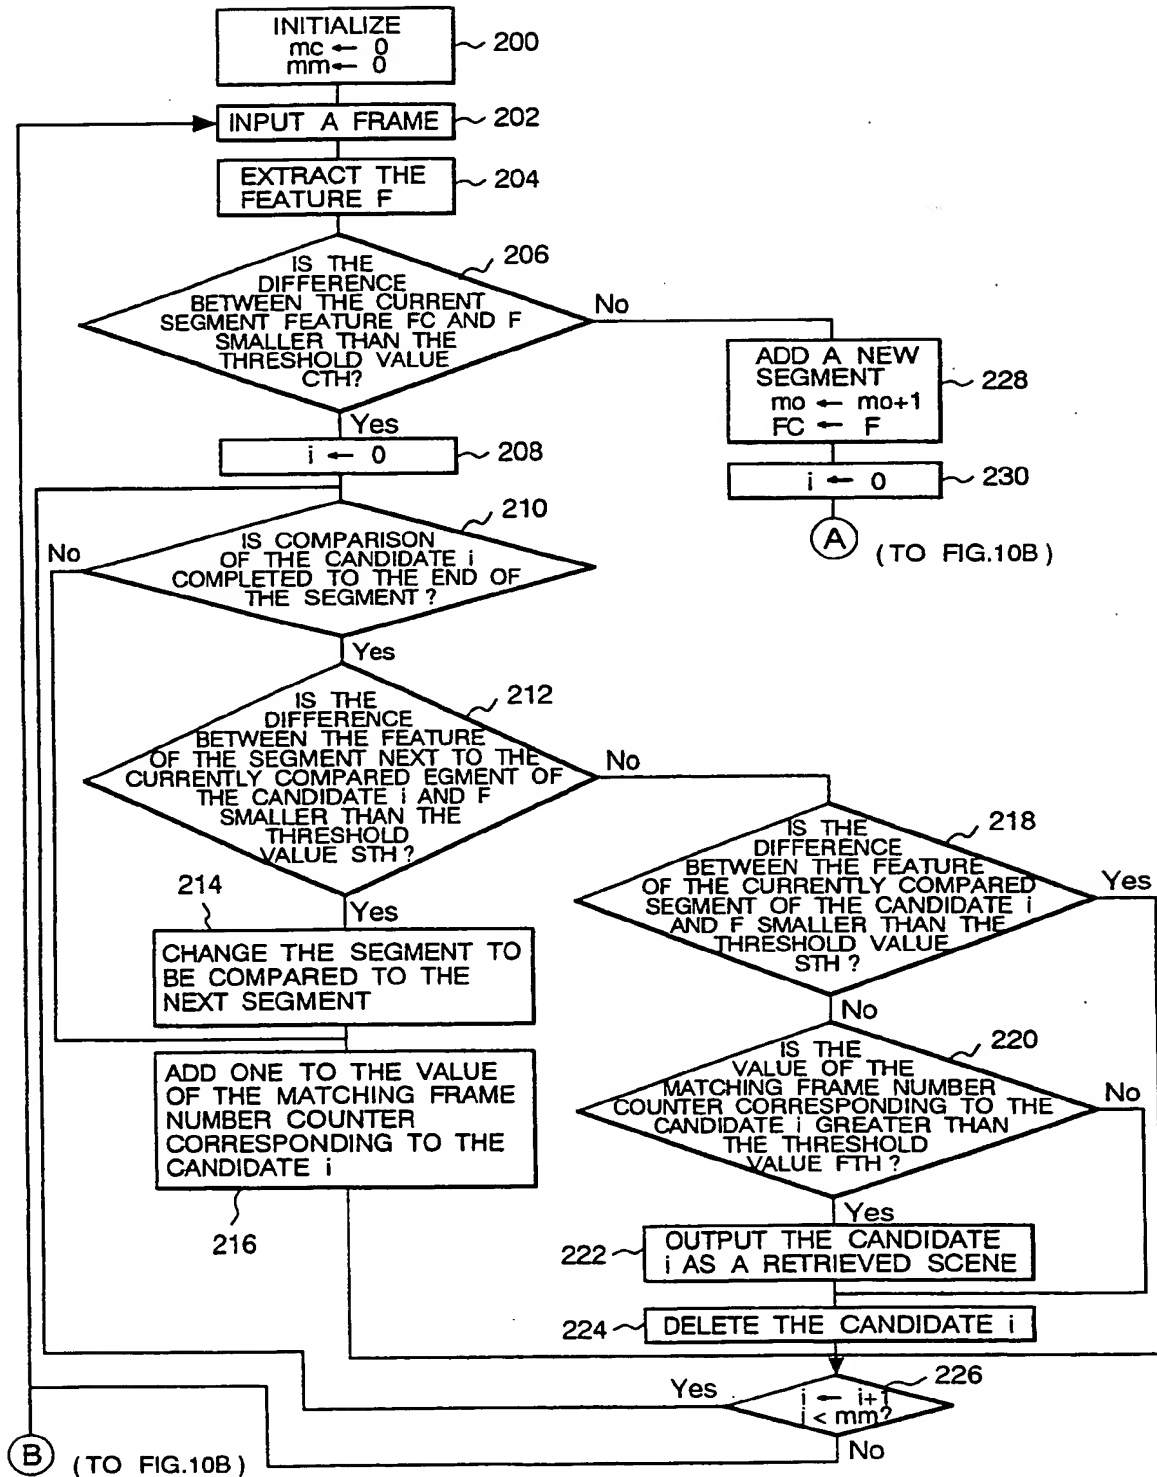 INITIALIZE
mc ← 0
mm ← 0
200
INPUT A FRAME
202
EXTRACT THE
FEATURE F
204
IS THE
DIFFERENCE
BETWEEN THE CURRENT
SEGMENT FEATURE FC AND F
SMALLER THAN THE
THRESHOLD VALUE
CTH?
206
No
Yes
ADD A NEW
SEGMENT
mo ← mo+1
FC ← F
228
i ← 0
208
i ← 0
230
A
(TO FIG.10B)
IS COMPARISON
OF THE CANDIDATE i
COMPLETED TO THE END OF
THE SEGMENT?
210
No
Yes
IS THE
DIFFERENCE
BETWEEN THE FEATURE
OF THE SEGMENT NEXT TO THE
CURRENTLY COMPARED EGMENT OF
THE CANDIDATE i AND F
SMALLER THAN THE
THRESHOLD
VALUE STH?
212
No
Yes
214
CHANGE THE SEGMENT TO
BE COMPARED TO THE
NEXT SEGMENT
ADD ONE TO THE VALUE
OF THE MATCHING FRAME
NUMBER COUNTER
CORRESPONDING TO THE
CANDIDATE i
216
IS THE
DIFFERENCE
BETWEEN THE FEATURE
OF THE CURRENTLY COMPARED
SEGMENT OF THE CANDIDATE i
AND F SMALLER THAN THE
THRESHOLD VALUE
STH?
218
Yes
No
IS THE
VALUE OF THE
MATCHING FRAME NUMBER
COUNTER CORRESPONDING TO THE
CANDIDATE i GREATER THAN
THE THRESHOLD
VALUE FTH?
220
No
Yes
222
OUTPUT THE CANDIDATE
i AS A RETRIEVED SCENE
224
DELETE THE CANDIDATE i
226
i ← i+1
i < mm?
Yes
No
B
(TO FIG.10B)